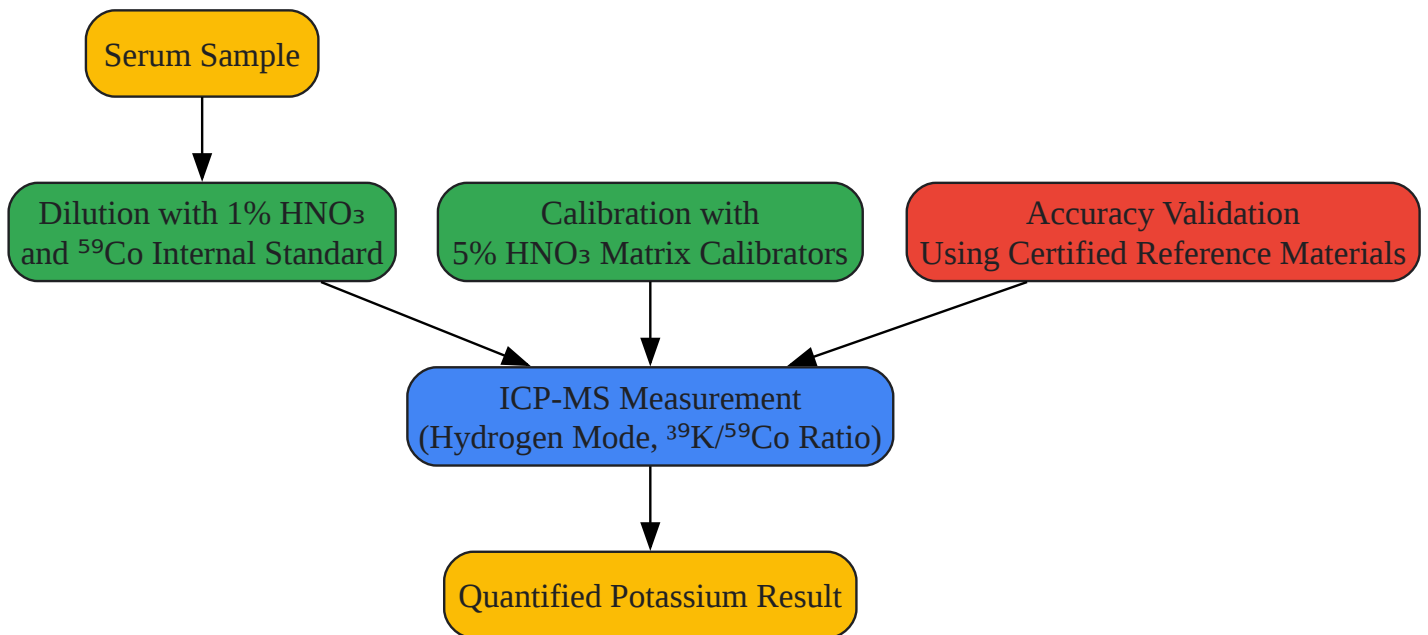 Serum Sample
Dilution with 1% HNO₃
and ⁵⁹Co Internal Standard
Calibration with
5% HNO₃ Matrix Calibrators
Accuracy Validation
Using Certified Reference Materials
ICP-MS Measurement
(Hydrogen Mode, ³⁹K/⁵⁹Co Ratio)
Quantified Potassium Result